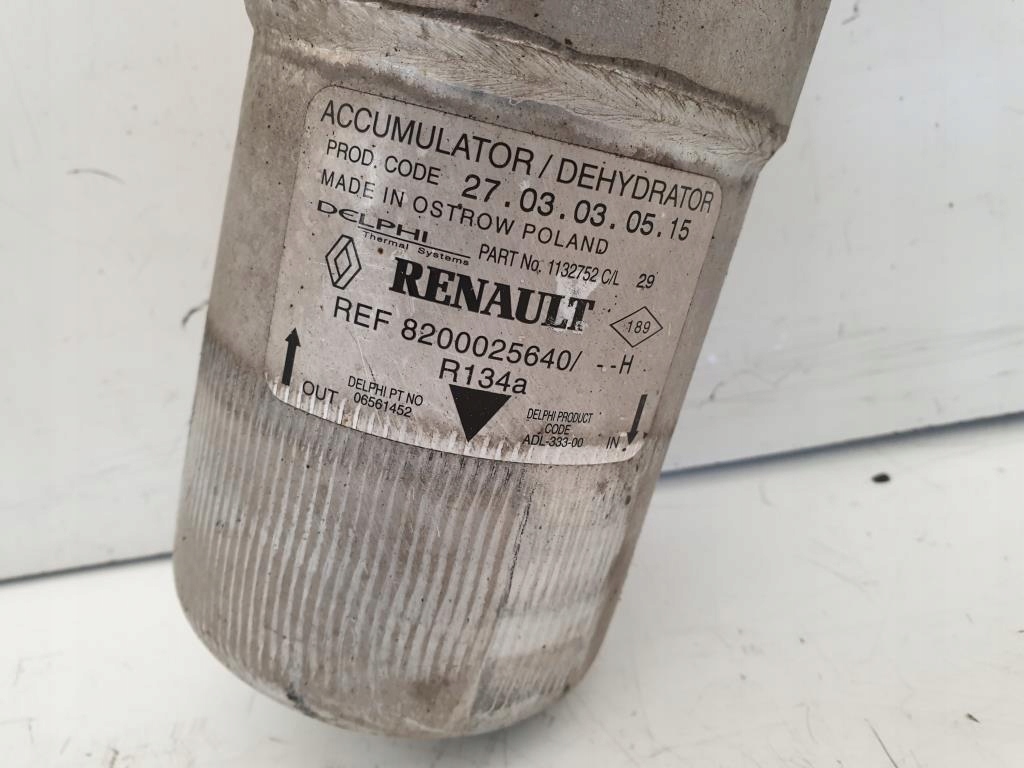 ACCUMULATOR / DEHYDRATOR
PROD. CODE 27.03.03.05.15
MADE IN OSTROW POLAND
DELPHI
Thermal Systems
PART No. 1132752 C/L 29
RENAULT
189
REF 8200025640/ --H
R134a
OUT
DELPHI PT NO
06561452
DELPHI PRODUCT
CODE
ADL-333-00
IN